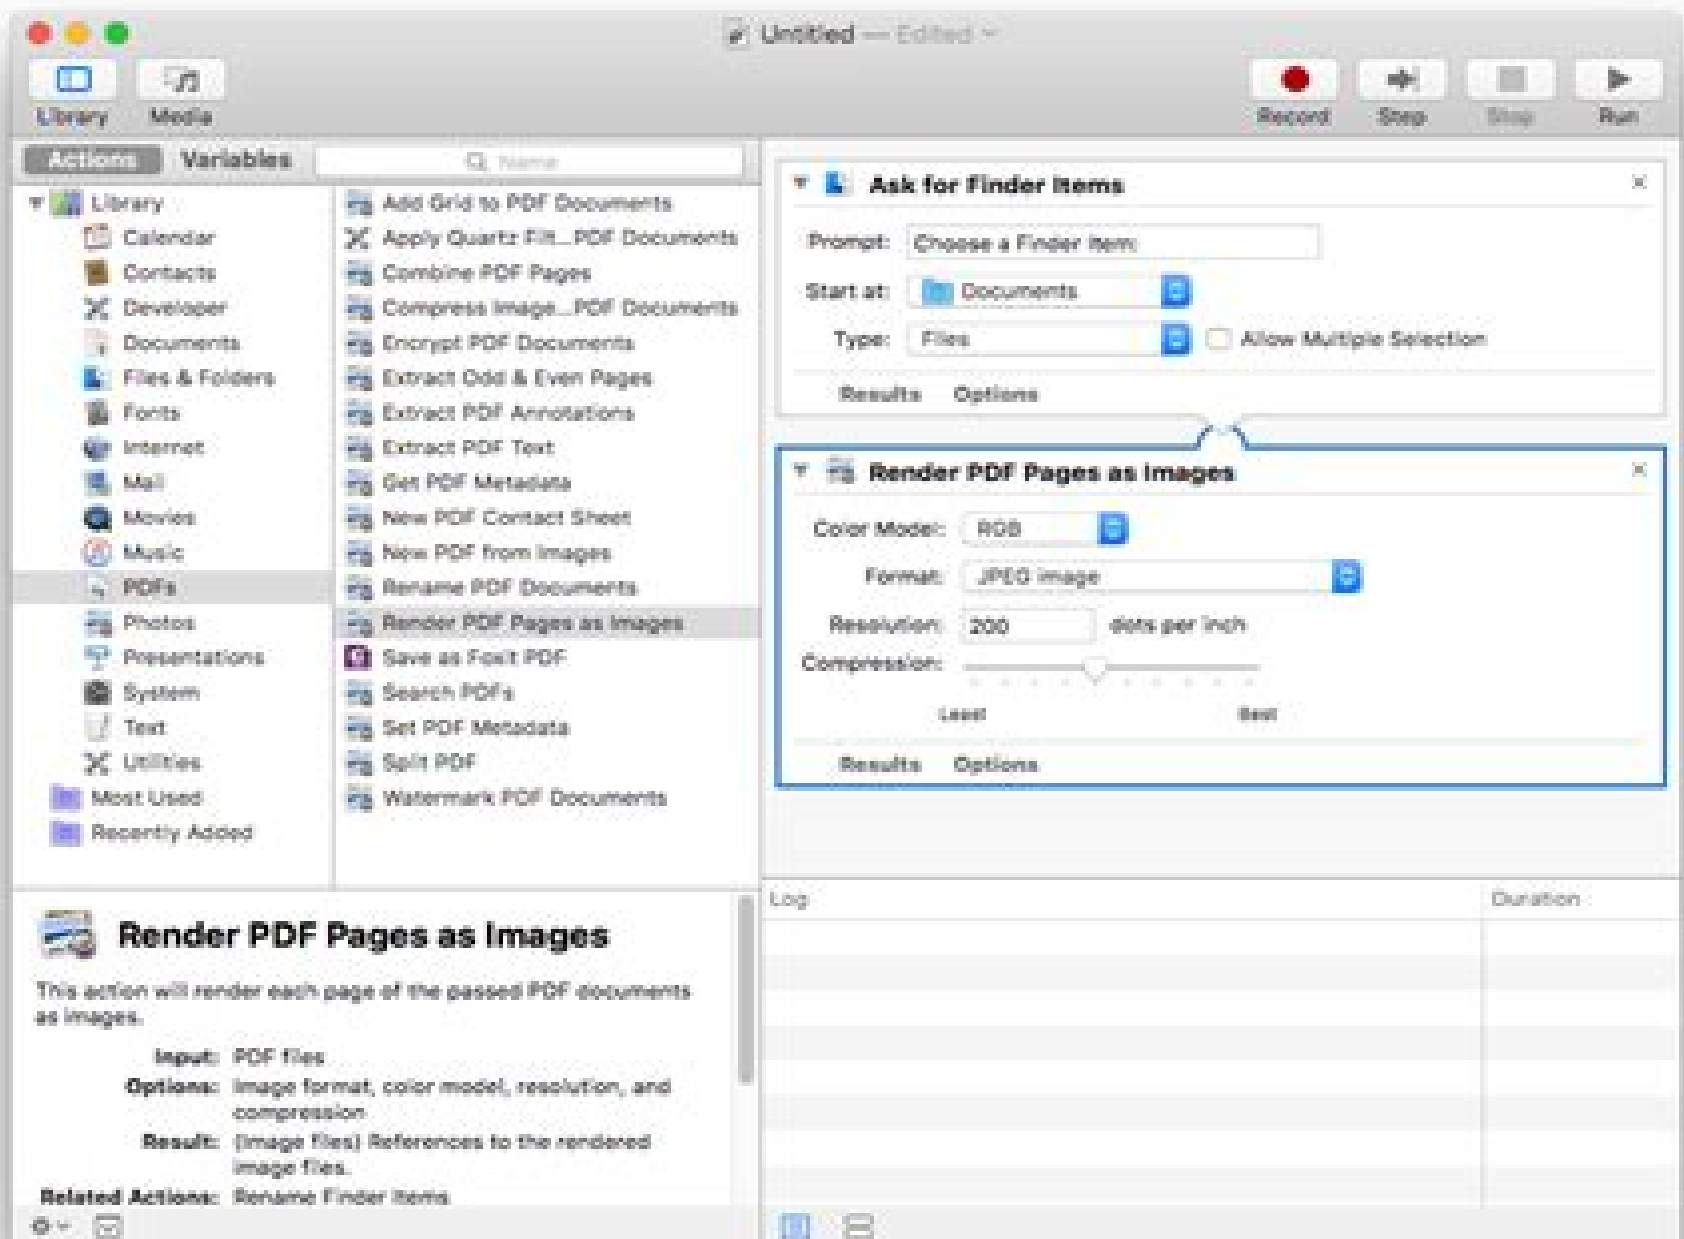 Untitled — Edited
Library
Media
Record
Step
Stop
Run
Actions
Variables
Name
Library
Calendar
Contacts
Developer
Documents
Files & Folders
Fonts
Internet
Mail
Movies
Music
PDFs
Photos
Presentations
System
Text
Utilities
Most Used
Recently Added
Add Grid to PDF Documents
Apply Quartz Filt...PDF Documents
Combine PDF Pages
Compress Image...PDF Documents
Encrypt PDF Documents
Extract Odd & Even Pages
Extract PDF Annotations
Extract PDF Text
Get PDF Metadata
New PDF Contact Sheet
New PDF from Images
Rename PDF Documents
Render PDF Pages as Images
Save as Foxit PDF
Search PDFs
Set PDF Metadata
Split PDF
Watermark PDF Documents
Render PDF Pages as Images
This action will render each page of the passed PDF documents
as images.
Input: PDF files
Options: Image format, color model, resolution, and
compression
Result: (Image files) References to the rendered
image files.
Related Actions: Rename Finder Items
Ask for Finder Items
Prompt: Choose a Finder Item:
Start at: Documents
Type: Files
Allow Multiple Selection
Results Options
Render PDF Pages as Images
Color Model: RGB
Format: JPEG image
Resolution: 200 dots per inch
Compression:
Least Best
Results Options
Log Duration